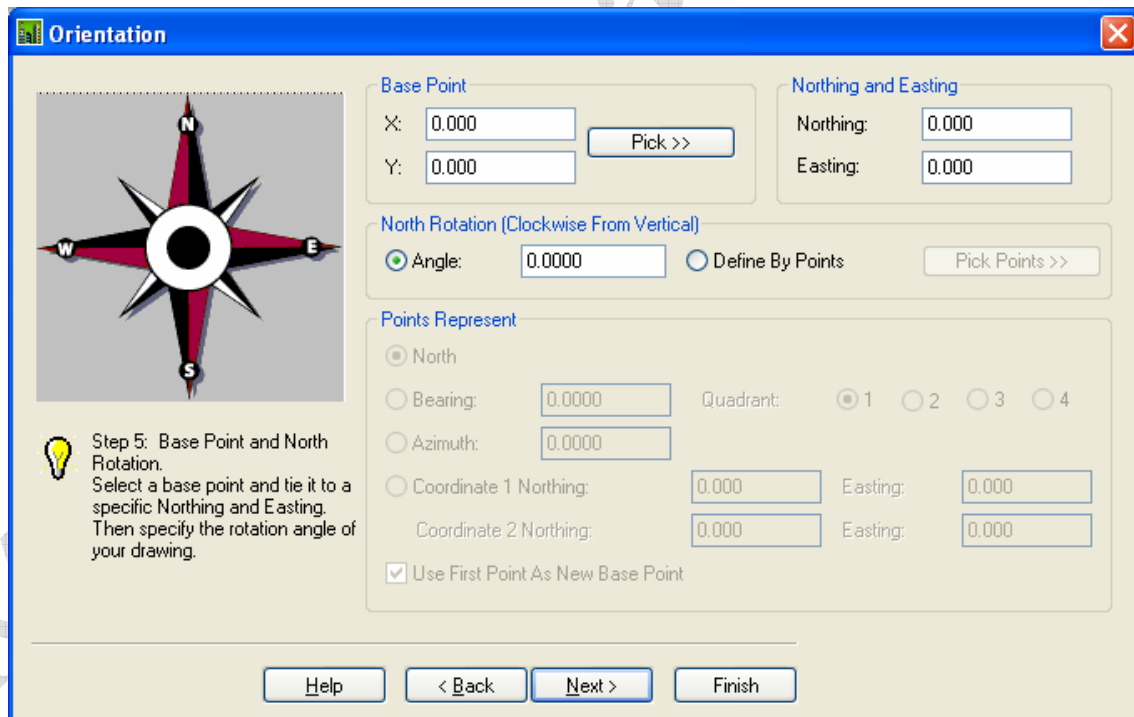 Orientation
N
W
E
S
Step 5: Base Point and North
Rotation.
Select a base point and tie it to a
specific Northing and Easting.
Then specify the rotation angle of
your drawing.
Base Point
X: 0.000
Y: 0.000
Pick >>
Northing and Easting
Northing: 0.000
Easting: 0.000
North Rotation (Clockwise From Vertical)
Angle: 0.0000 Define By Points Pick Points >>
Points Represent
North
Bearing: 0.0000 Quadrant: 1 2 3 4
Azimuth: 0.0000
Coordinate 1 Northing: 0.000 Easting: 0.000
Coordinate 2 Northing: 0.000 Easting: 0.000
Use First Point As New Base Point
Help < Back Next > Finish